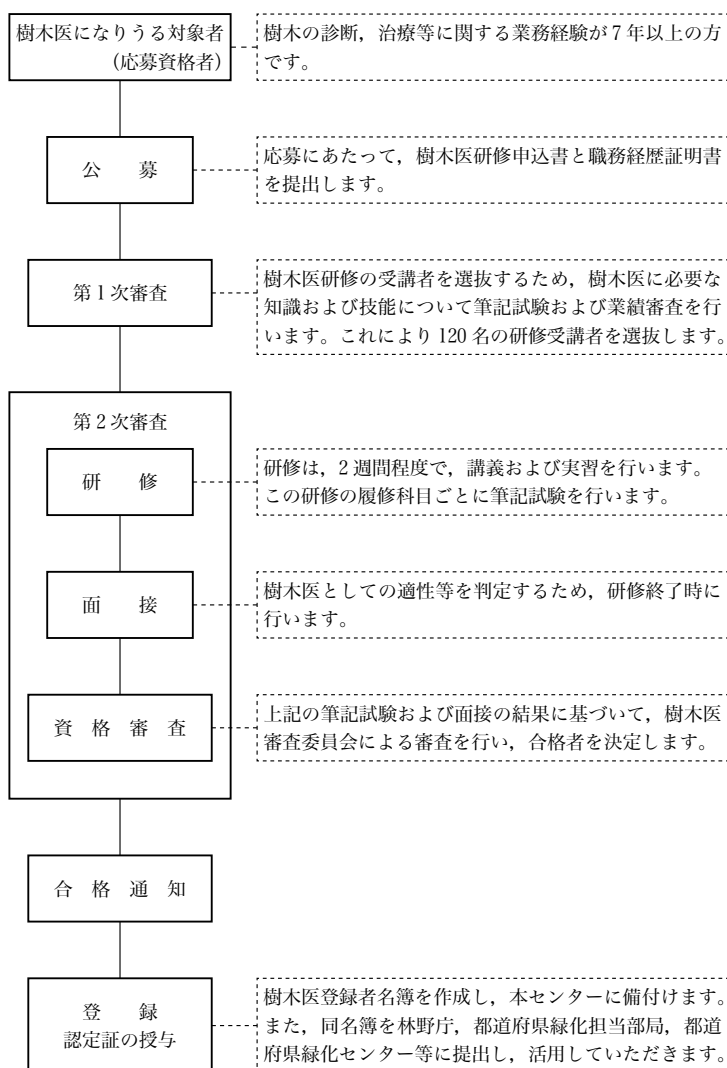 樹木医になりうる対象者
(応募資格者)
樹木の診断，治療等に関する業務経験が7年以上の方
です。
公　募
応募にあたって，樹木医研修申込書と職務経歴証明書
を提出します。
第1次審査
樹木医研修の受講者を選抜するため，樹木医に必要な
知識および技能について筆記試験および業績審査を行
います。これにより120名の研修受講者を選抜します。
第2次審査
研　修
研修は，2週間程度で，講義および実習を行います。
この研修の履修科目ごとに筆記試験を行います。
面　接
樹木医としての適性等を判定するため，研修終了時に
行います。
資　格　審　査
上記の筆記試験および面接の結果に基づいて，樹木医
審査委員会による審査を行い，合格者を決定します。
合　格　通　知
登　録
認定証の授与
樹木医登録者名簿を作成し，本センターに備付けます。
また，同名簿を林野庁，都道府県緑化担当部局，都道
府県緑化センター等に提出し，活用していただきます。